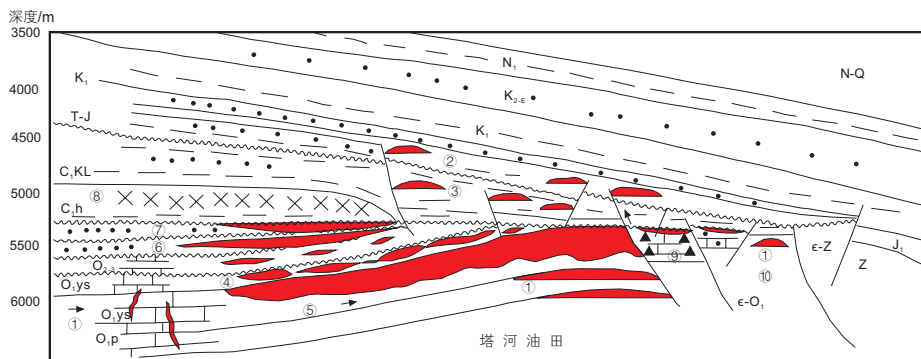 深度/m
3500
N₁
N-Q
K₁
4000
K₂₋E
T-J
K₁
4500
②
C₁KL
③
5000
⑧
C₁h
⑦
5500
⑥
⑨
①
ϵ-Z
J₁
④
①
⑩
Z
O₁ys
6000
⑤
ϵ-O₁
①
O₁ys
O₁p
塔河油田